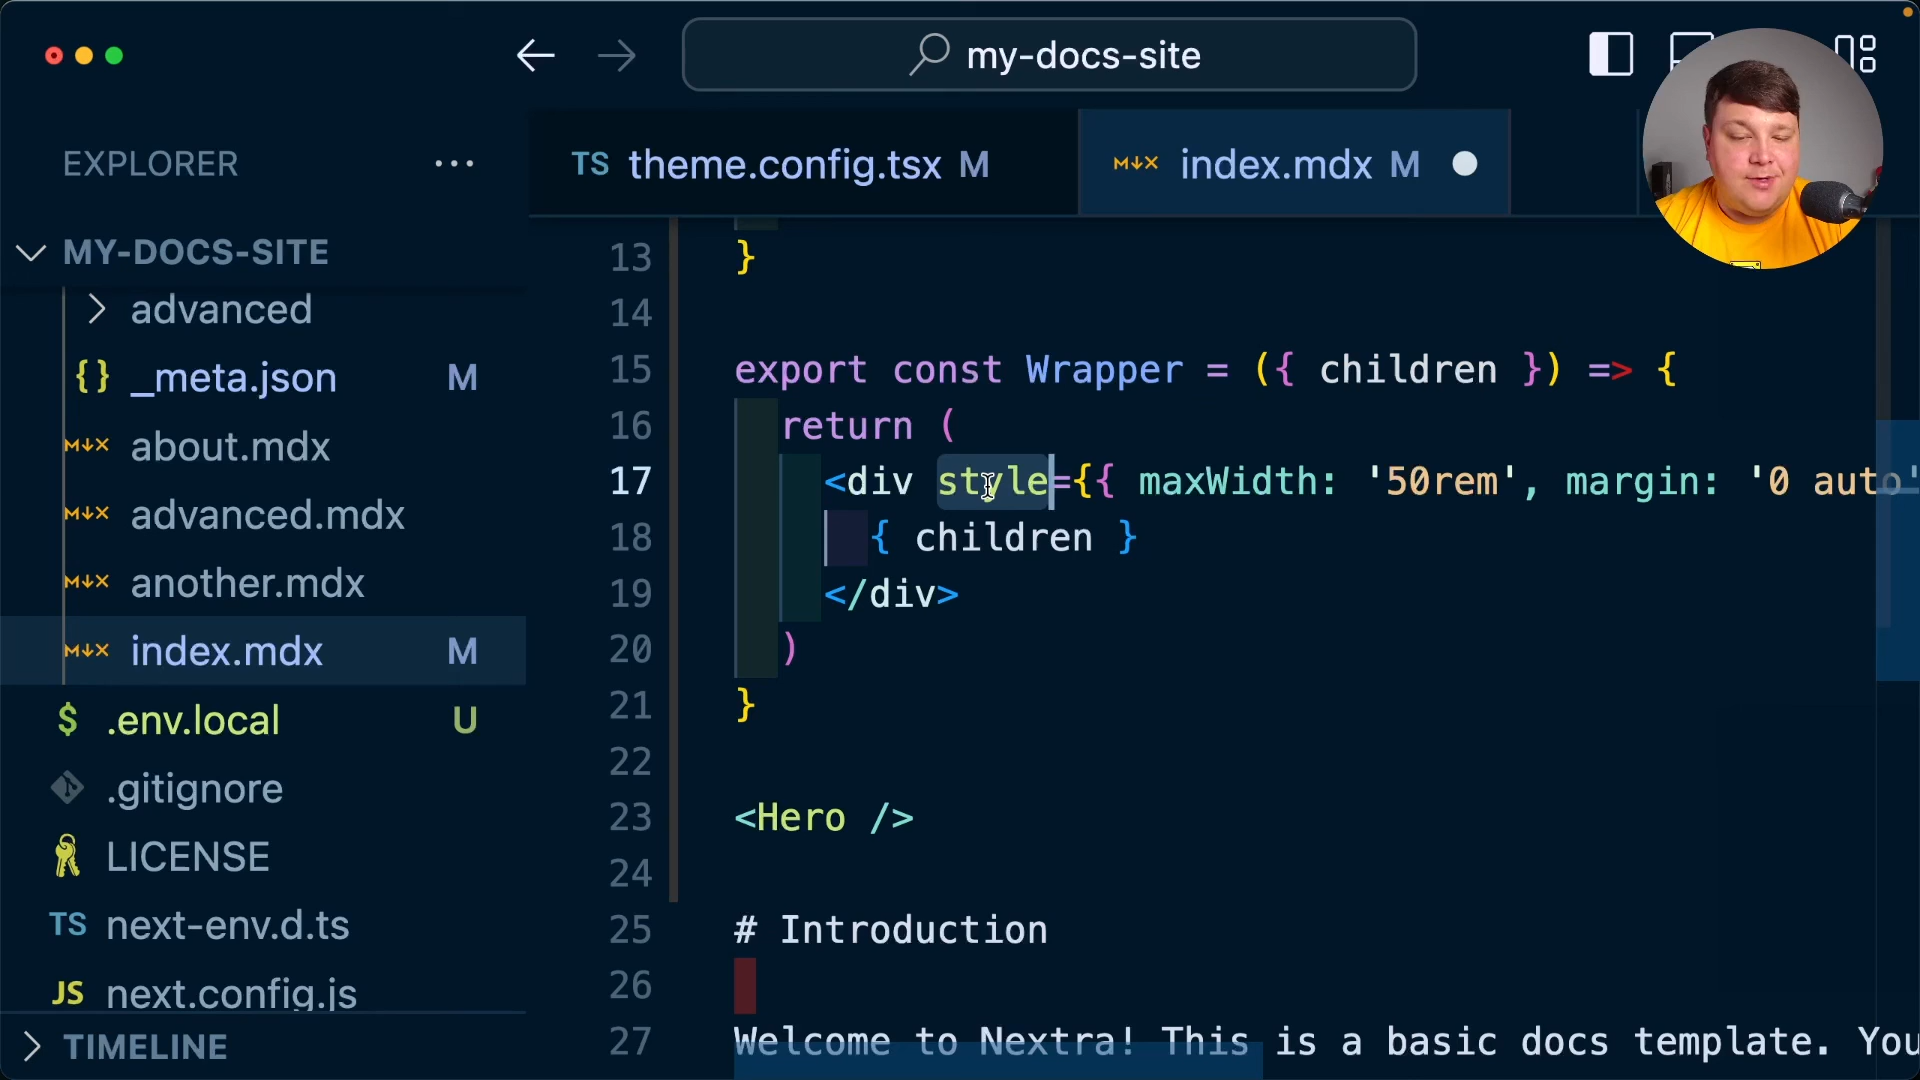 my-docs-site
EXPLORER
...
TS theme.config.tsx M
M↓X index.mdx M
MY-DOCS-SITE
advanced
{} _meta.json M
M↓X about.mdx
M↓X advanced.mdx
M↓X another.mdx
M↓X index.mdx M
$ .env.local U
.gitignore
LICENSE
TS next-env.d.ts
JS next.config.js
TIMELINE
13 }
14
15 export const Wrapper = ({ children }) => {
16 return (
17 <div style={{ maxWidth: '50rem', margin: '0 auto'
18 { children }
19 </div>
20 )
21 }
22
23 <Hero />
24
25 # Introduction
26
27 Welcome to Nextra! This is a basic docs template. You